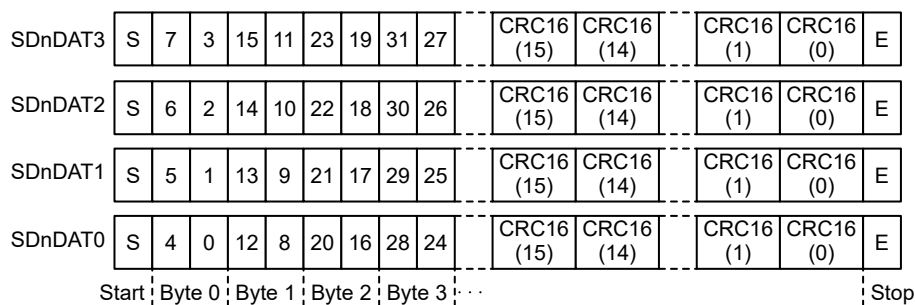 SDnDAT3 S 7 3 15 11 23 19 31 27 CRC16 (15) CRC16 (14) CRC16 (1) CRC16 (0) E
SDnDAT2 S 6 2 14 10 22 18 30 26 CRC16 (15) CRC16 (14) CRC16 (1) CRC16 (0) E
SDnDAT1 S 5 1 13 9 21 17 29 25 CRC16 (15) CRC16 (14) CRC16 (1) CRC16 (0) E
SDnDAT0 S 4 0 12 8 20 16 28 24 CRC16 (15) CRC16 (14) CRC16 (1) CRC16 (0) E
Start Byte 0 Byte 1 Byte 2 Byte 3 · · · Stop